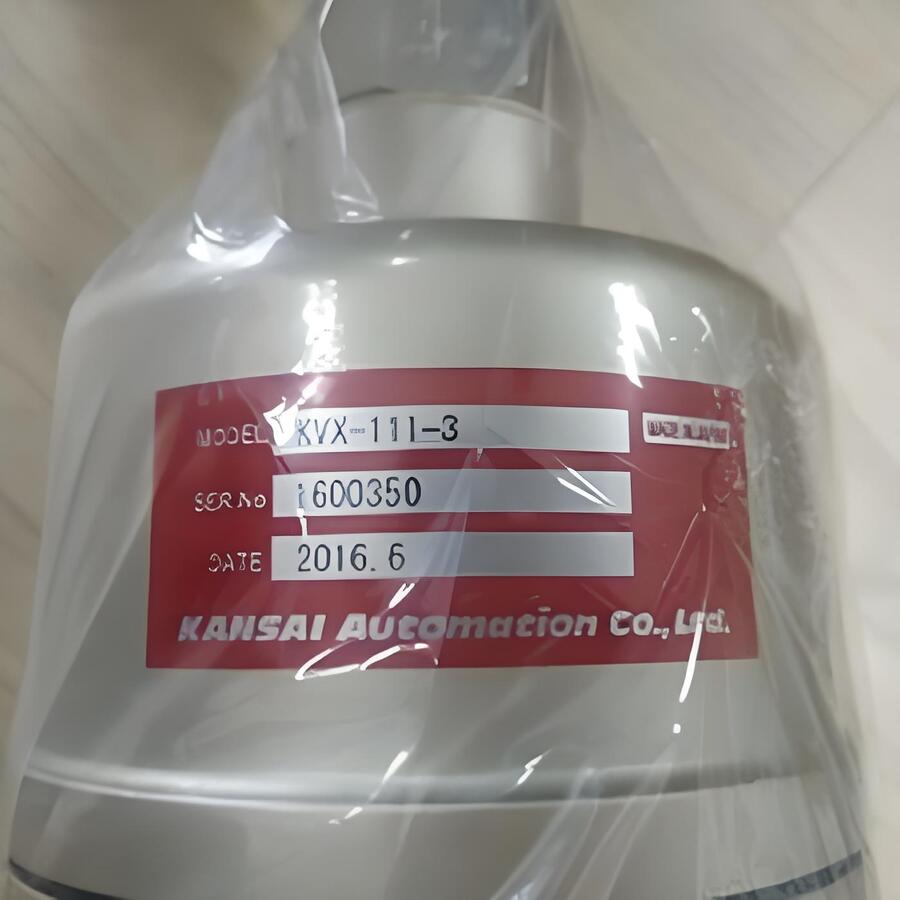 MODEL KVX-111-3
SER.No 1600350
DATE 2016.6
KANSAI Automation Co., Ltd.